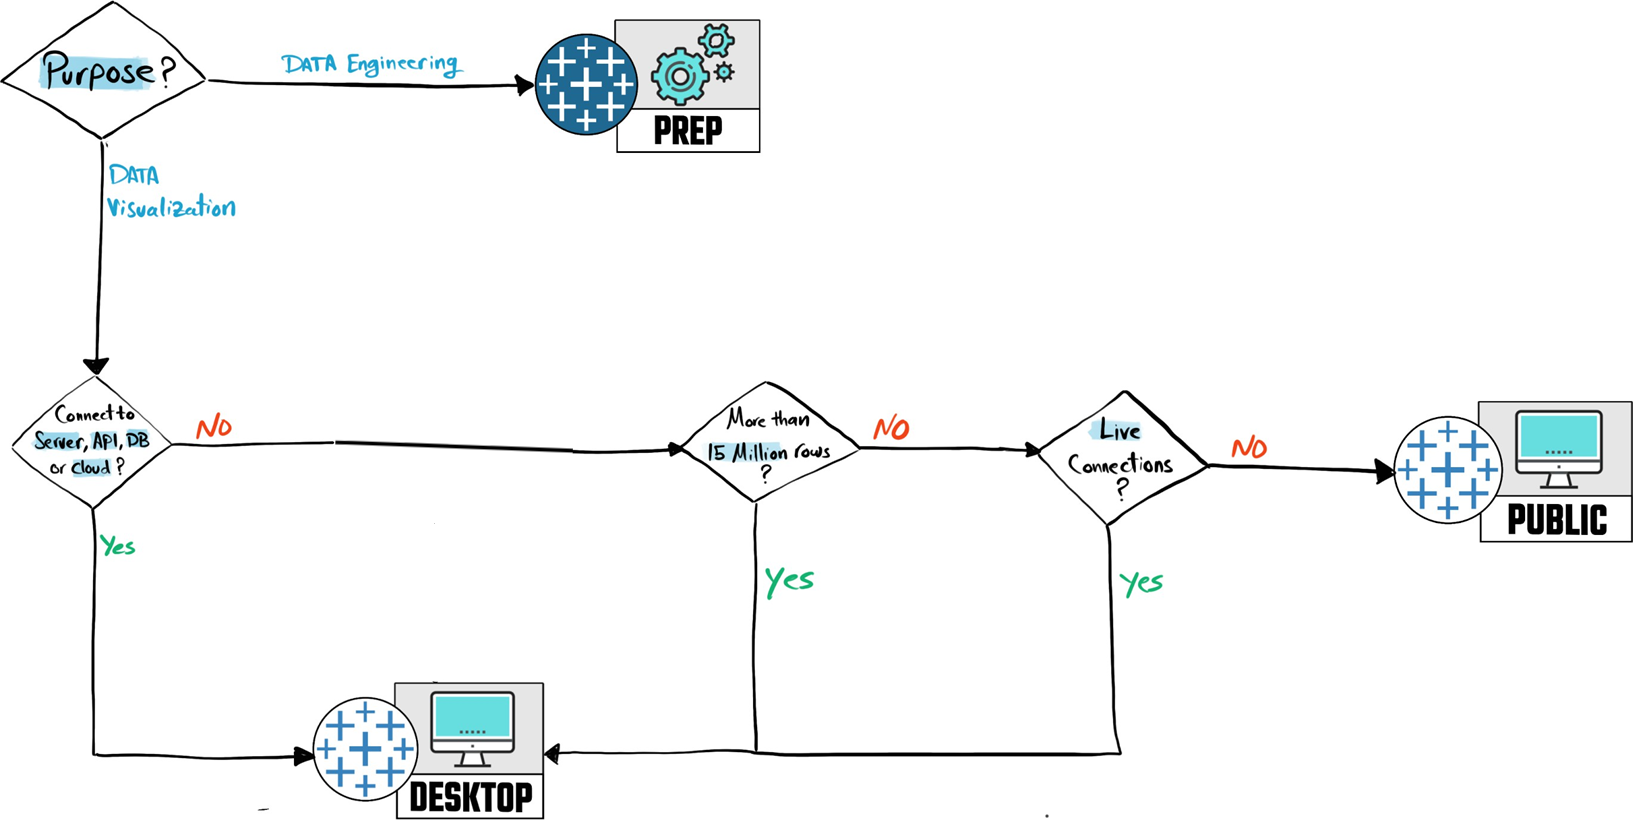 Purpose?
DATA Engineering
PREP
DATA
Visualization
Connect to
Server, API, DB
or cloud?
NO
More than
15 Million rows
?
NO
Live
Connections
?
NO
PUBLIC
Yes
Yes
Yes
DESKTOP